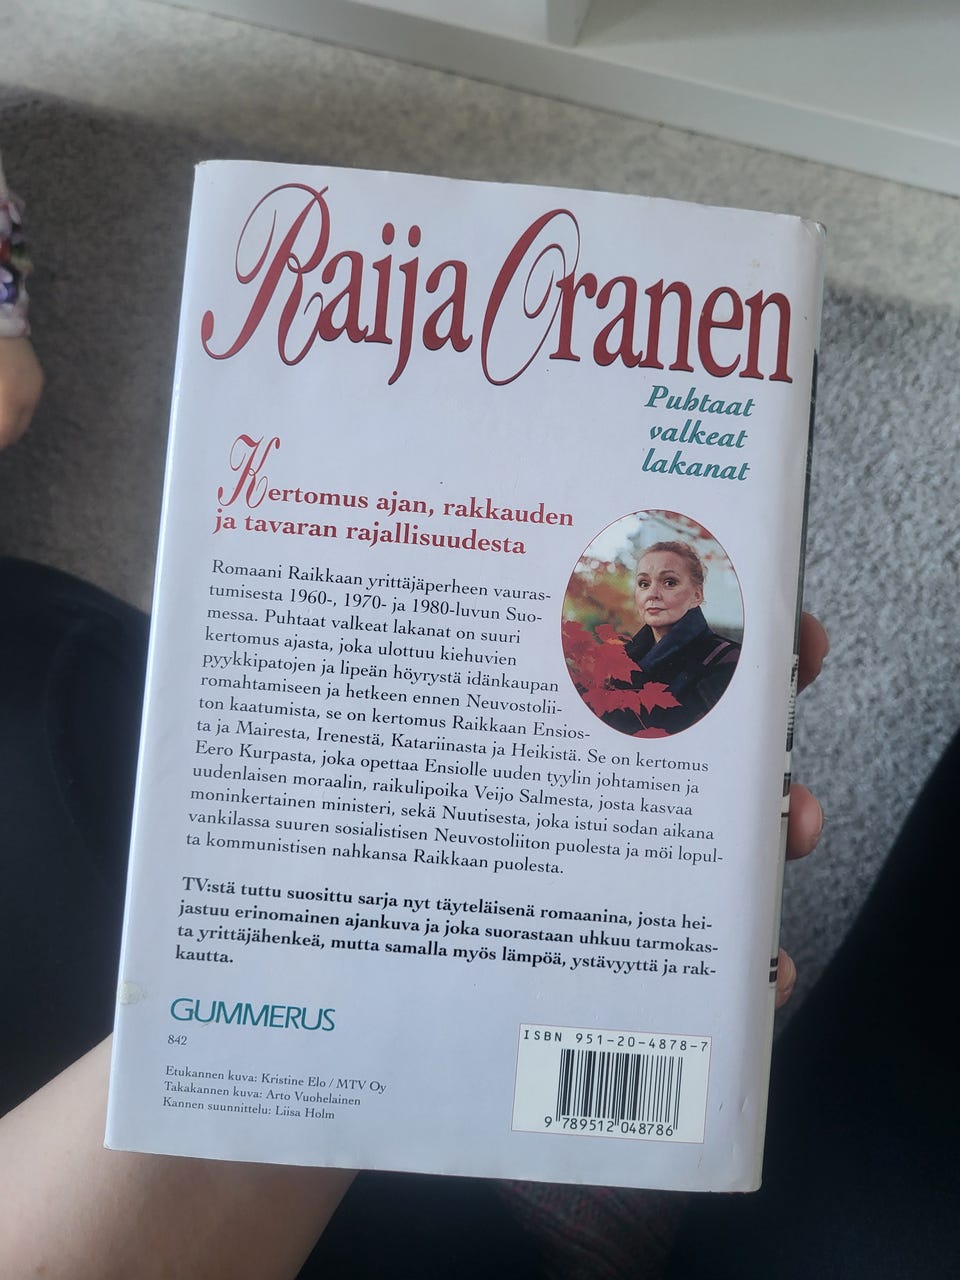 Raija Oranen
Puhtaat
valkeat
lakanat
Kertomus ajan, rakkauden
ja tavaran rajallisuudesta
Romaani Raikkaan yrittäjäperheen vauras-
tumisesta 1960-, 1970- ja 1980-luvun Suo-
messa. Puhtaat valkeat lakanat on suuri
kertomus ajasta, joka ulottuu kiehuvien
pyykkipatojen ja lipeän höyrystä idänkaupan
romahtamiseen ja hetkeen ennen Neuvostolii-
ton kaatumista, se on kertomus Raikkaan Ensios-
ta ja Mairesta, Irenestä, Katariinasta ja Heikistä. Se on kertomus
Eero Kurpasta, joka opettaa Ensiolle uuden tyylin johtamisen ja
uudenlaisen moraalin, raikulipoika Veijo Salmesta, josta kasvaa
moninkertainen ministeri, sekä Nuutisesta, joka istui sodan aikana
vankilassa suuren sosialistisen Neuvostoliiton puolesta ja möi lopul-
ta kommunistisen nahkansa Raikkaan puolesta.
TV:stä tuttu suosittu sarja nyt täyteläisenä romaanina, josta hei-
jastuu erinomainen ajankuva ja joka suorastaan uhkuu tarmokas-
ta yrittäjähenkeä, mutta samalla myös lämpöä, ystävyyttä ja rak-
kautta.
GUMMERUS
842
Etukannen kuva: Kristine Elo / MTV Oy
Takakannen kuva: Arto Vuohelainen
Kannen suunnittelu: Liisa Holm
ISBN 951-20-4878-7
9 789512 048786